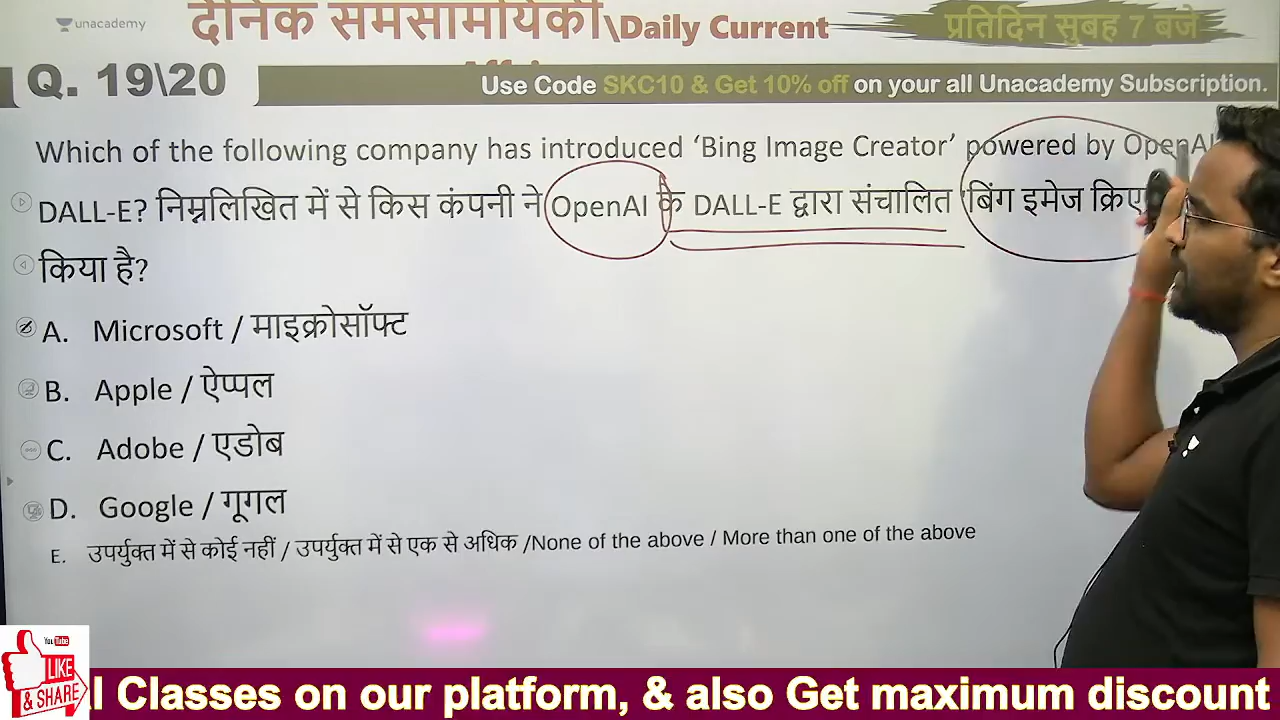 unacademy
दैनिक समसामयिकी\Daily Current
प्रतिदिन सुबह 7 बजे
Q. 19\20
Use Code SKC10 & Get 10% off on your all Unacademy Subscription.
Which of the following company has introduced ‘Bing Image Creator’ powered by OpenAI
DALL-E? निम्नलिखित में से किस कंपनी ने OpenAI के DALL-E द्वारा संचालित 'बिंग इमेज
किया है?
A. Microsoft / माइक्रोसॉफ्ट
B. Apple / ऐप्पल
C. Adobe / एडोब
D. Google / गूगल
E. उपर्युक्त में से कोई नहीं / उपर्युक्त में से एक से अधिक /None of the above / More than one of the above
You Tube
LIKE
& SHARE
l Classes on our platform, & also Get maximum discount